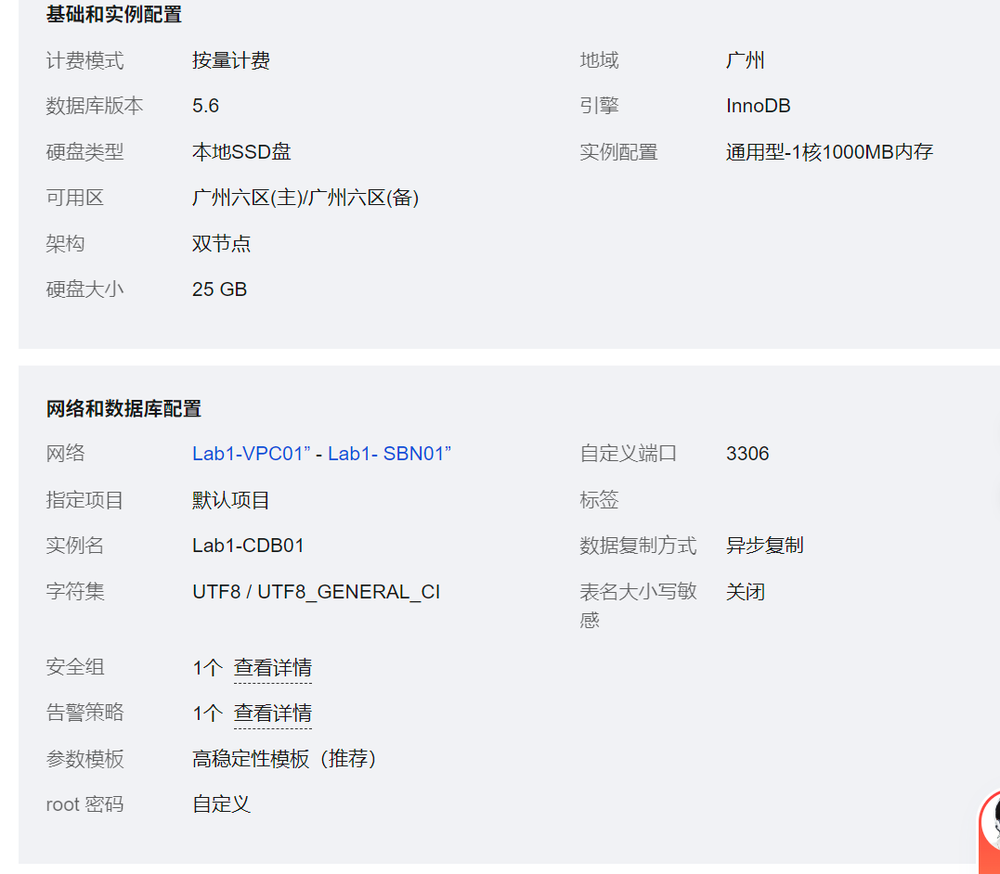 基础和实例配置
计费模式 按量计费 地域 广州
数据库版本 5.6 引擎 InnoDB
硬盘类型 本地SSD盘 实例配置 通用型-1核1000MB内存
可用区 广州六区(主)/广州六区(备)
架构 双节点
硬盘大小 25 GB
网络和数据库配置
网络 Lab1-VPC01” - Lab1- SBN01” 自定义端口 3306
指定项目 默认项目 标签
实例名 Lab1-CDB01 数据复制方式 异步复制
字符集 UTF8 / UTF8_GENERAL_CI 表名大小写敏 关闭
感
安全组 1个 查看详情
告警策略 1个 查看详情
参数模板 高稳定性模板（推荐）
root 密码 自定义